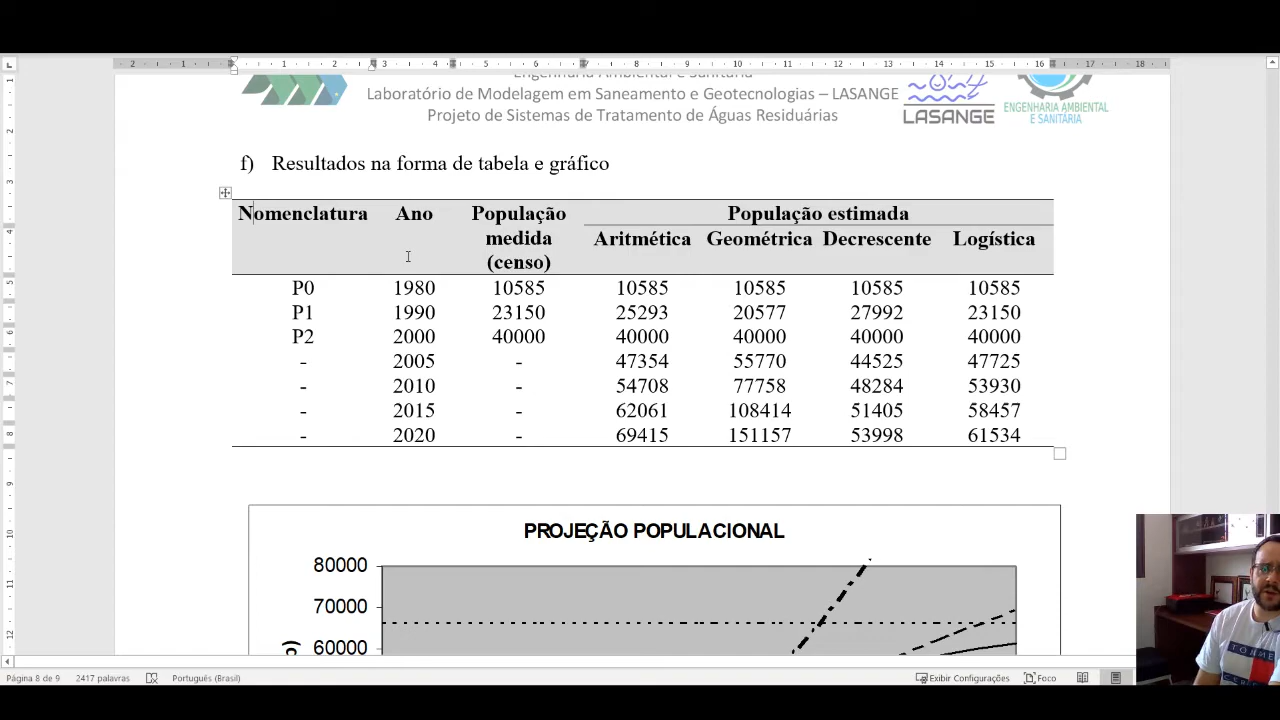 Engenharia Ambiental e Sanitária
Laboratório de Modelagem em Saneamento e Geotecnologias – LASANGE
Projeto de Sistemas de Tratamento de Águas Residuárias
LASANGE
ENGENHARIA AMBIENTAL
E SANITÁRIA
f) Resultados na forma de tabela e gráfico
Nomenclatura Ano População medida (censo) População estimada
Aritmética Geométrica Decrescente Logística
P0 1980 10585 10585 10585 10585 10585
P1 1990 23150 25293 20577 27992 23150
P2 2000 40000 40000 40000 40000 40000
- 2005 - 47354 55770 44525 47725
- 2010 - 54708 77758 48284 53930
- 2015 - 62061 108414 51405 58457
- 2020 - 69415 151157 53998 61534
PROJEÇÃO POPULACIONAL
80000
70000
60000
Página 8 de 9 2417 palavras Português (Brasil) Exibir Configurações Foco